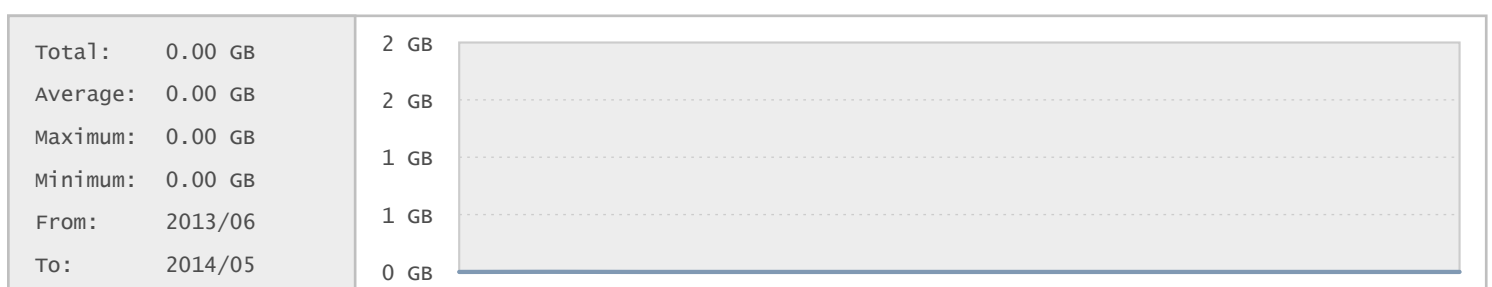 Total: 0.00 GB
Average: 0.00 GB
Maximum: 0.00 GB
Minimum: 0.00 GB
From: 2013/06
To: 2014/05
2 GB
2 GB
1 GB
1 GB
0 GB